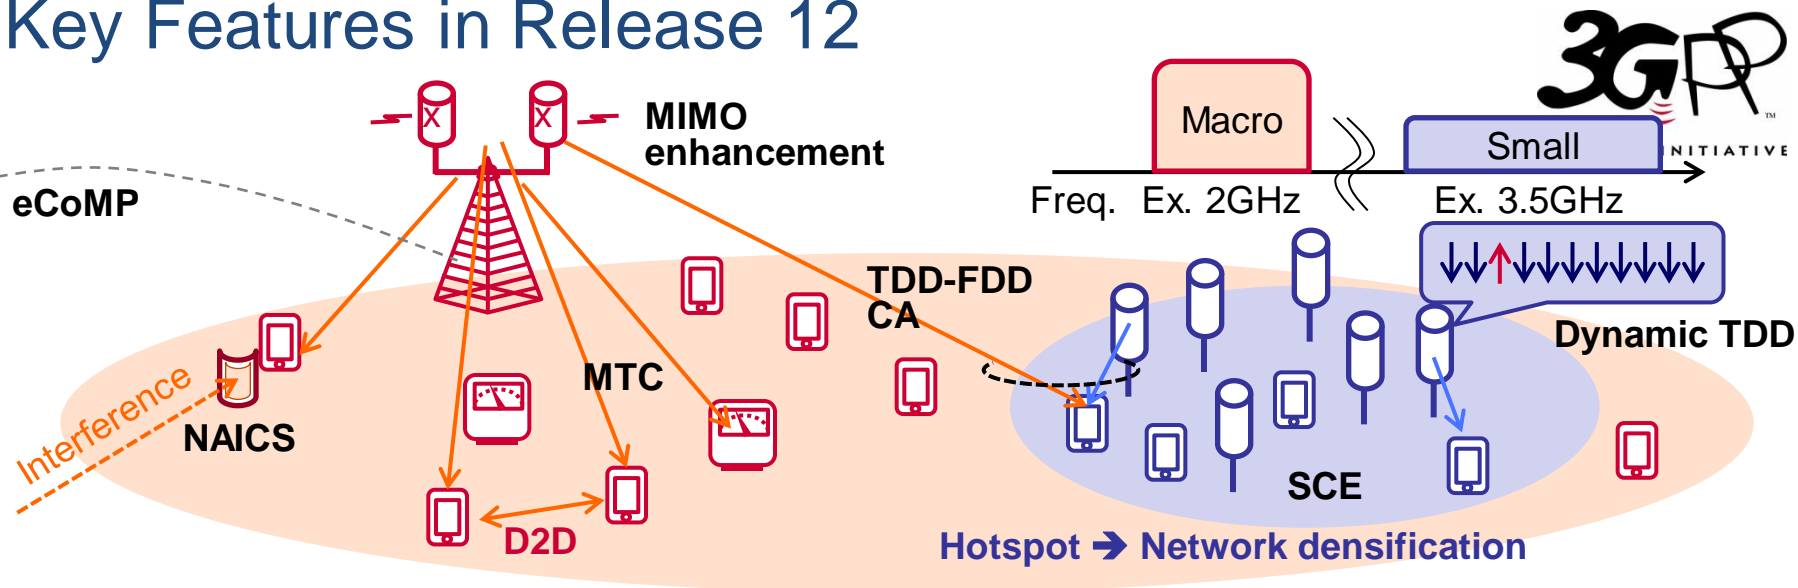 Key Features in Release 12
3GPP
TM
INITIATIVE
MIMO
enhancement
Macro
Small
eCoMP
Freq.
Ex. 2GHz
Ex. 3.5GHz
X
X
TDD-FDD
CA
Dynamic TDD
MTC
Interference
NAICS
SCE
D2D
Hotspot ➔ Network densification